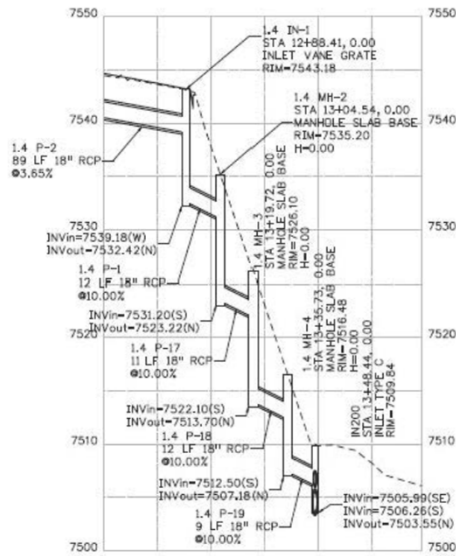 7550
7550
1.4 IN-1
STA 12+88.41, 0.00
INLET VANE GRATE
RIM=7543.18
7540
7540
1.4 MH-2
STA 13+04.54, 0.00
MANHOLE SLAB BASE
RIM=7535.20
H=0.00
1.4 P-2
89 LF 18" RCP
@3.65%
1.4 MH-3
STA 13+19.72, 0.00
MANHOLE SLAB BASE
RIM=7526.10
H=0.00
7530
7530
INVin=7539.18(W)
INVout=7532.42(N)
1.4 P-1
12 LF 18" RCP
@10.00%
1.4 MH-4
STA 13+35.73, 0.00
MANHOLE SLAB BASE
RIM=7516.48
H=0.00
INVin=7531.20(S)
INVout=7523.22(N)
7520
7520
1.4 P-17
11 LF 18" RCP
@10.00%
IN200
STA 13+48.44, 0.00
INLET TYPE C
RIM=7509.84
INVin=7522.10(S)
INVout=7513.70(N)
7510
7510
1.4 P-18
12 LF 18" RCP
@10.00%
INVin=7512.50(S)
INVout=7507.18(N)
1.4 P-19
9 LF 18" RCP
@10.00%
INVin=7505.99(SE)
INVin=7506.26(S)
INVout=7503.55(N)
7500
7500